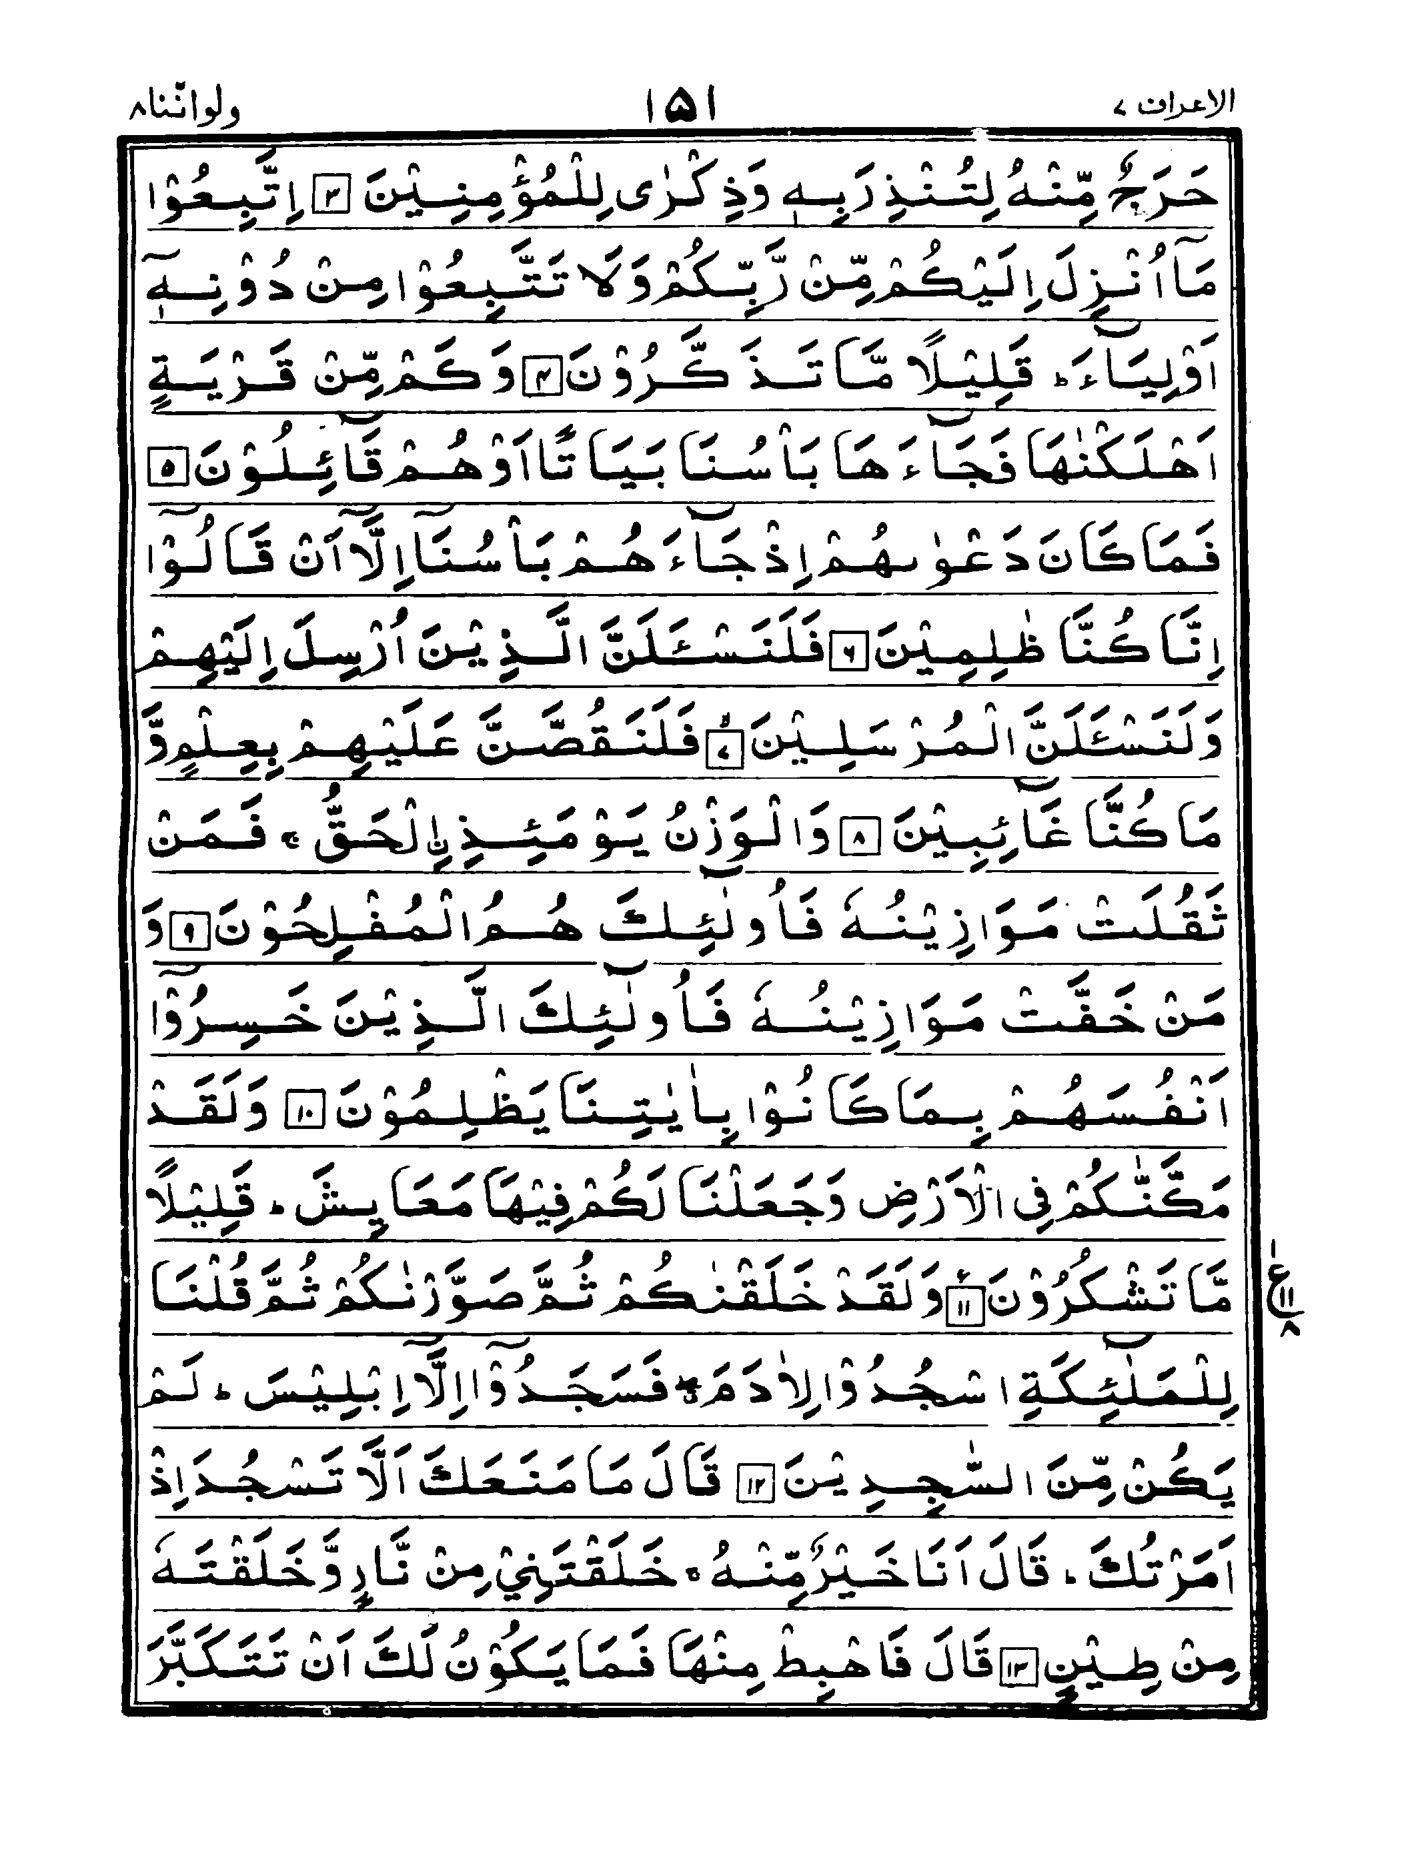 الاعراف ٧
١٥١
ولواننا ٨
حَرَجٌ مِّنْهُ لِتُنْذِرَ بِهٖ وَذِكْرٰى لِلْمُؤْمِنِيْنَ ٣ اِتَّبِعُوْا
مَآ اُنْزِلَ اِلَيْكُمْ مِّنْ رَّبِّكُمْ وَلَا تَتَّبِعُوْا مِنْ دُوْنِهٖٓ
اَوْلِيَآءَ ؕ قَلِيْلًا مَّا تَذَكَّرُوْنَ ٤ وَكَمْ مِّنْ قَرْيَةٍ
اَهْلَكْنٰهَا فَجَآءَهَا بَاْسُنَا بَيَاتًا اَوْ هُمْ قَآئِلُوْنَ ٥
فَمَا كَانَ دَعْوٰىهُمْ اِذْ جَآءَهُمْ بَاْسُنَآ اِلَّآ اَنْ قَالُوْٓا
اِنَّا كُنَّا ظٰلِمِيْنَ ٦ فَلَنَسْـَٔلَنَّ الَّذِيْنَ اُرْسِلَ اِلَيْهِمْ
وَلَنَسْـَٔلَنَّ الْمُرْسَلِيْنَ ۙ ٧ فَلَنَقُصَّنَّ عَلَيْهِمْ بِعِلْمٍ وَّ
مَا كُنَّا غَآئِبِيْنَ ٨ وَالْوَزْنُ يَوْمَئِذِ ࣙالْحَقُّ ۚ فَمَنْ
ثَقُلَتْ مَوَازِيْنُهٗ فَاُولٰٓئِكَ هُمُ الْمُفْلِحُوْنَ ٩ وَ
مَنْ خَفَّتْ مَوَازِيْنُهٗ فَاُولٰٓئِكَ الَّذِيْنَ خَسِرُوْٓا
اَنْفُسَهُمْ بِمَا كَانُوْا بِاٰيٰتِنَا يَظْلِمُوْنَ ١٠ وَلَقَدْ
مَكَّنّٰكُمْ فِى الْاَرْضِ وَجَعَلْنَا لَكُمْ فِيْهَا مَعَايِشَ ؕ قَلِيْلًا
مَّا تَشْكُرُوْنَ ١١ وَلَقَدْ خَلَقْنٰكُمْ ثُمَّ صَوَّرْنٰكُمْ ثُمَّ قُلْنَا
ع ١ ١١ ٨
لِلْمَلٰٓئِكَةِ اسْجُدُوْا لِاٰدَمَ ۖ فَسَجَدُوْٓا اِلَّآ اِبْلِيْسَ ؕ لَمْ
يَكُنْ مِّنَ السّٰجِدِيْنَ ١٢ قَالَ مَا مَنَعَكَ اَلَّا تَسْجُدَ اِذْ
اَمَرْتُكَ ؕ قَالَ اَنَا خَيْرٌ مِّنْهُ ۚ خَلَقْتَنِيْ مِنْ نَّارٍ وَّخَلَقْتَهٗ
مِنْ طِيْنٍ ١٣ قَالَ فَاهْبِطْ مِنْهَا فَمَا يَكُوْنُ لَكَ اَنْ تَتَكَبَّرَ